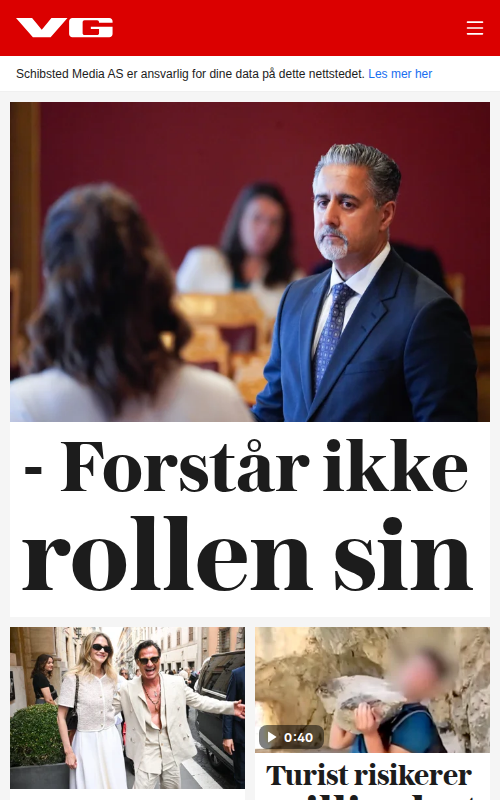 VG
Schibsted Media AS er ansvarlig for dine data på dette nettstedet. Les mer her
- Forstår ikke
rollen sin
0:40
Turist risikerer